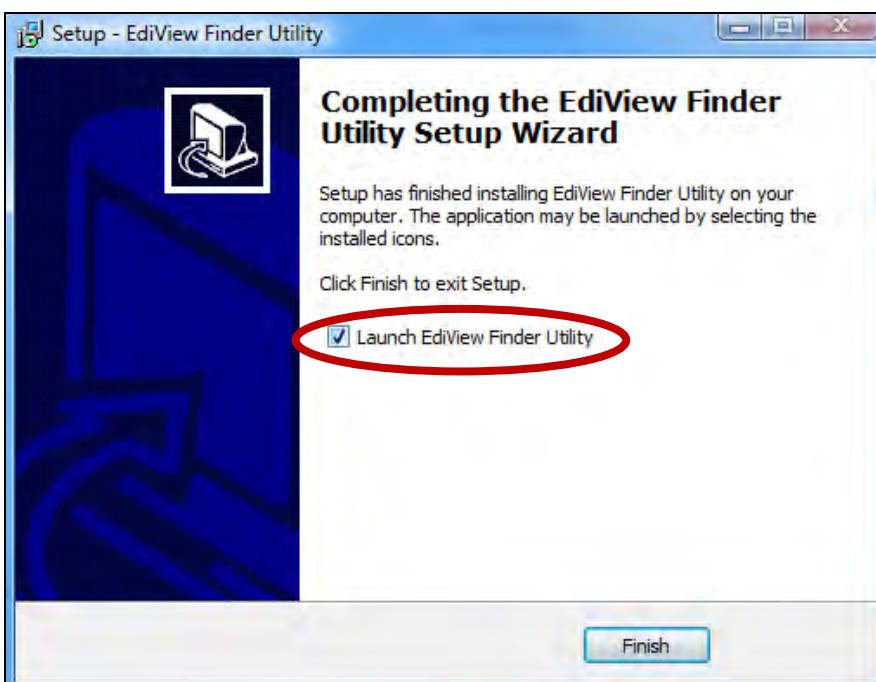 Setup - EdiView Finder Utility
Completing the EdiView Finder
Utility Setup Wizard
Setup has finished installing EdiView Finder Utility on your
computer. The application may be launched by selecting the
installed icons.
Click Finish to exit Setup.
Launch EdiView Finder Utility
Finish